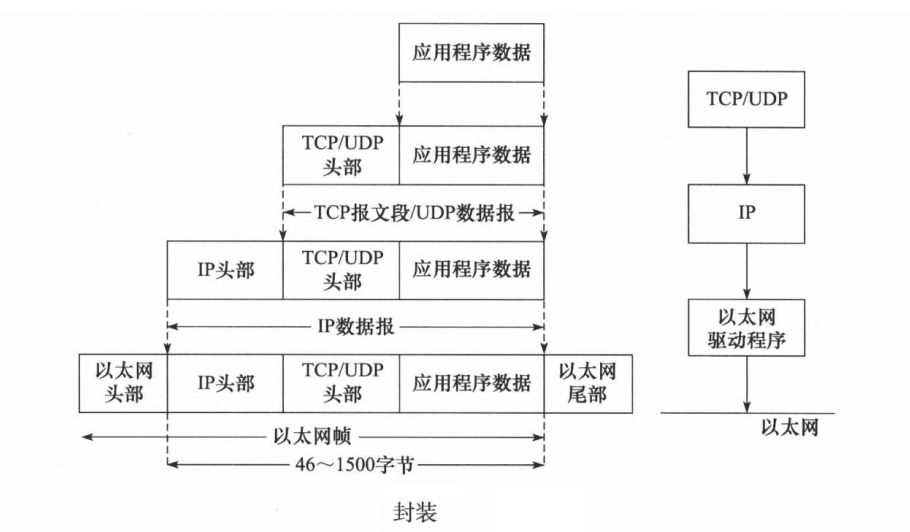 应用程序数据
TCP/UDP
头部
应用程序数据
TCP报文段/UDP数据报
IP头部
TCP/UDP
头部
应用程序数据
IP数据报
以太网
头部
IP头部
TCP/UDP
头部
应用程序数据
以太网
尾部
以太网帧
46～1500字节
TCP/UDP
IP
以太网
驱动程序
以太网
封装